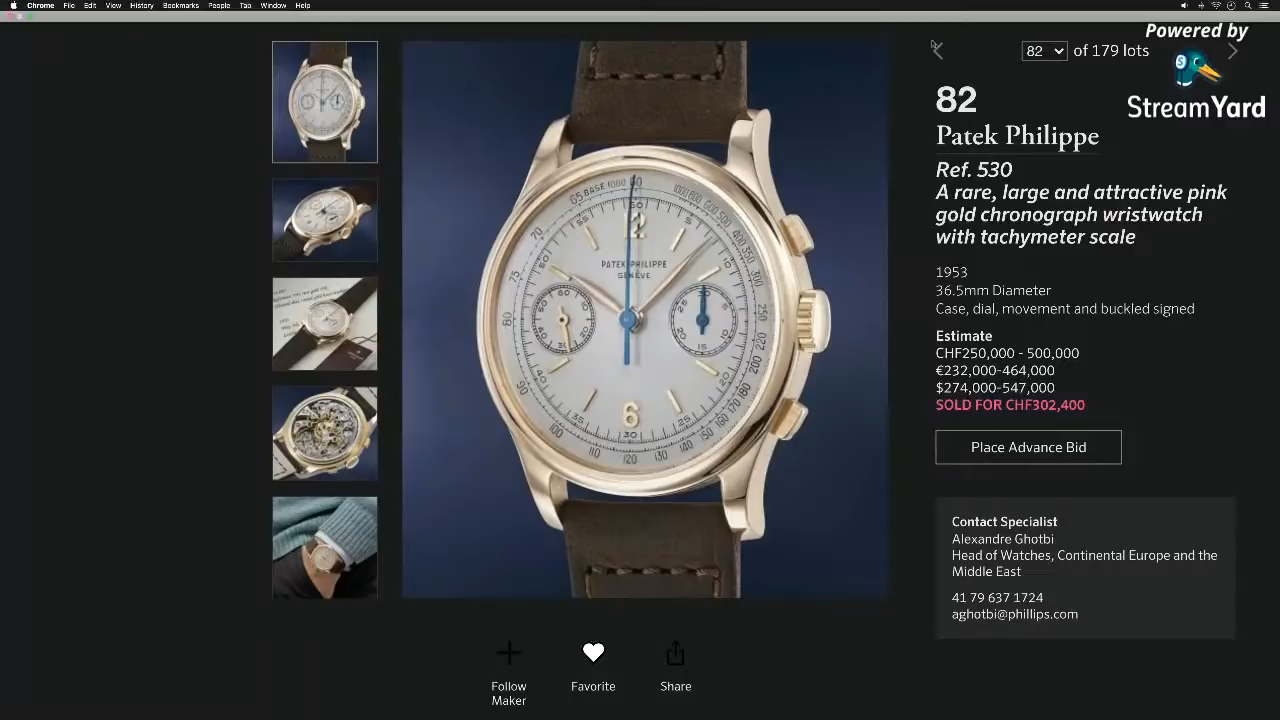 Chrome File Edit View History Bookmarks People Tab Window Help
Powered by
StreamYard
82 of 179 lots
82
Patek Philippe
Ref. 530
A rare, large and attractive pink
gold chronograph wristwatch
with tachymeter scale
1953
36.5mm Diameter
Case, dial, movement and buckled signed
Estimate
CHF250,000 - 500,000
€232,000-464,000
$274,000-547,000
SOLD FOR CHF302,400
Place Advance Bid
Contact Specialist
Alexandre Ghotbi
Head of Watches, Continental Europe and the
Middle East
41 79 637 1724
aghotbi@phillips.com
PATEK PHILIPPE
GENÈVE
12
6
BASE 1000
Follow
Maker
Favorite
Share